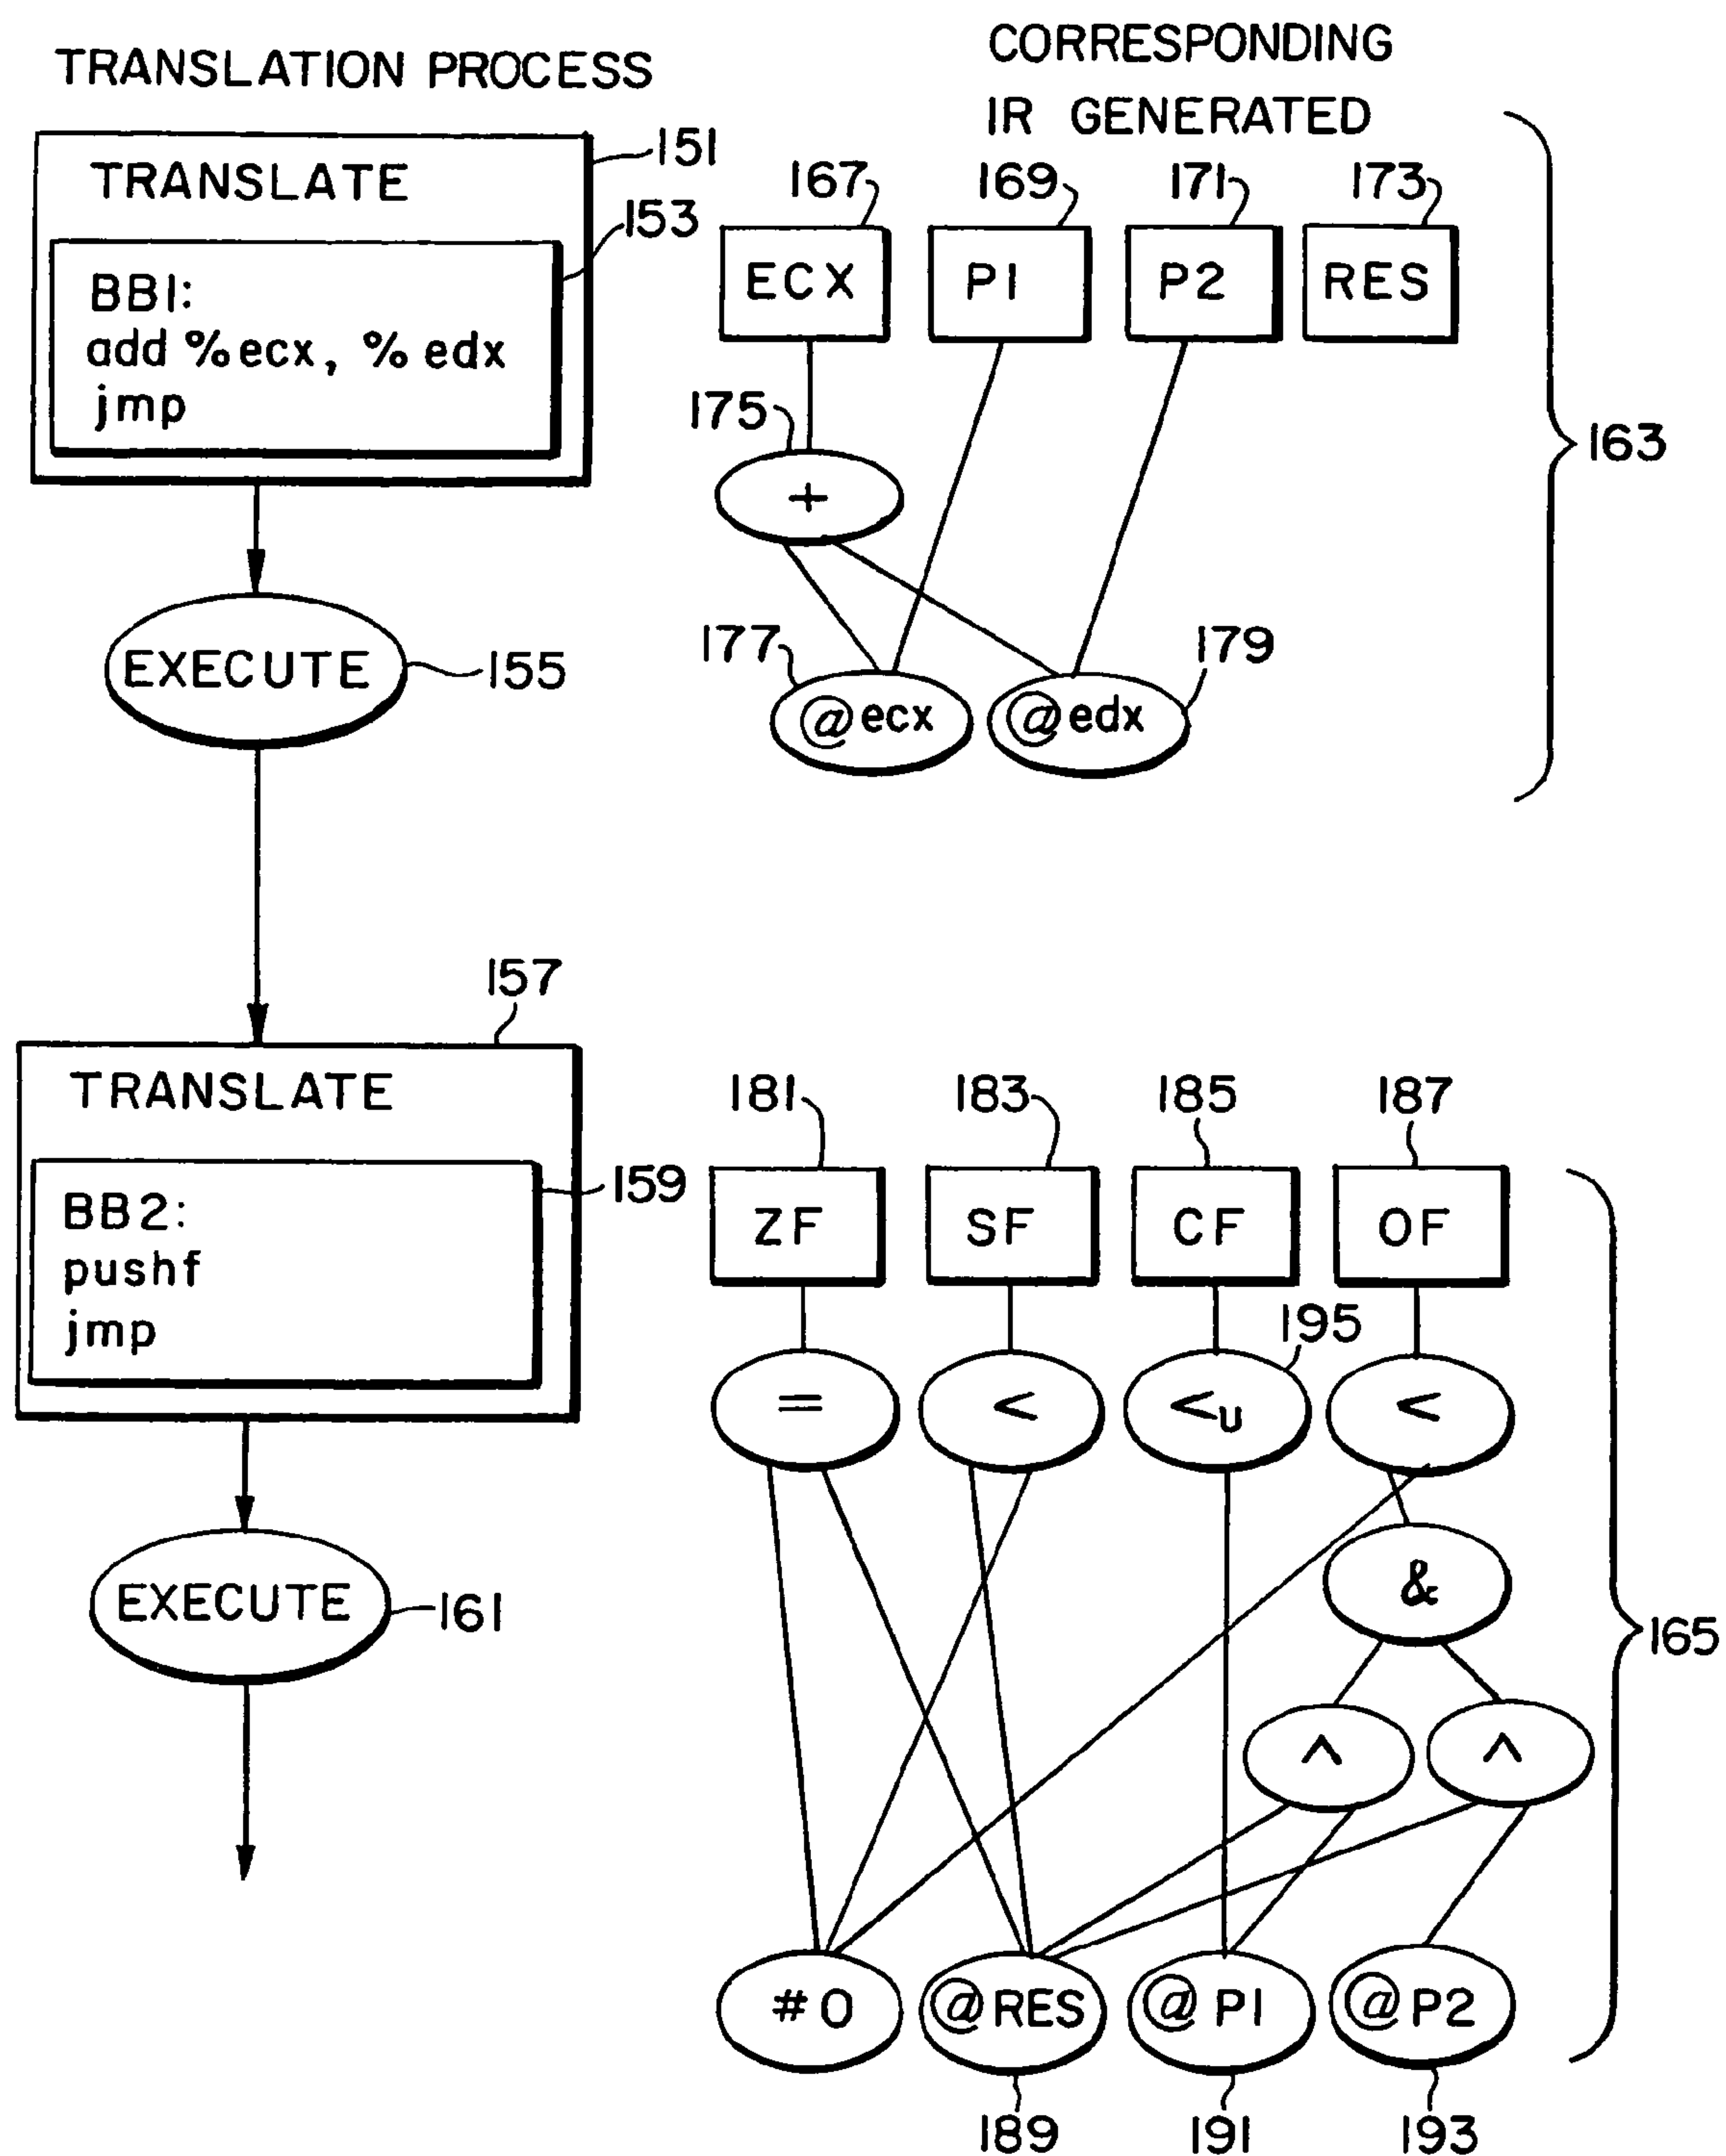 TRANSLATION PROCESS
CORRESPONDING
IR GENERATED
TRANSLATE
151
153
BB1:
add %ecx, % edx
jmp
EXECUTE
155
167
169
171
173
ECX
P1
P2
RES
175
+
177
179
@ecx
@edx
163
157
TRANSLATE
159
BB2:
pushf
jmp
EXECUTE
161
181
183
185
187
ZF
SF
CF
OF
195
=
<
<u
<
&
^
^
165
#0
@RES
@P1
@P2
189
191
193